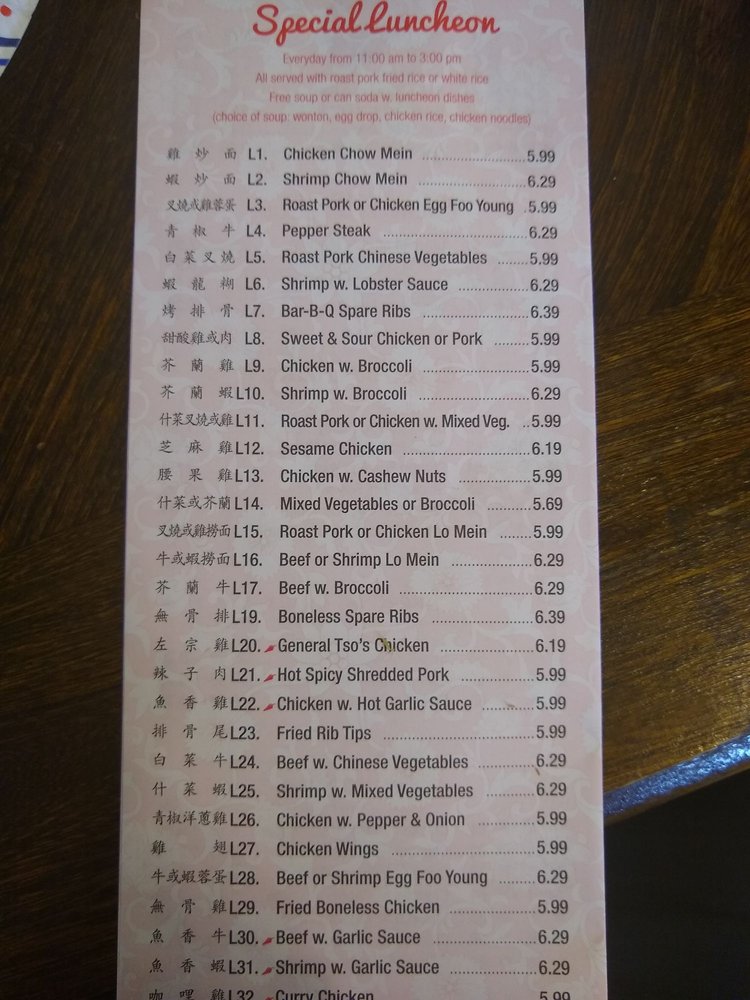 Special Luncheon
Everyday from 11:00 am to 3:00 pm
All served with roast pork fried rice or white rice
Free soup or can soda w. luncheon dishes
(choice of soup: wonton, egg drop, chicken rice, chicken noodles)
雞炒面 L1. Chicken Chow Mein 5.99
蝦炒面 L2. Shrimp Chow Mein 6.29
叉燒或雞蓉蛋 L3. Roast Pork or Chicken Egg Foo Young 5.99
青椒牛 L4. Pepper Steak 6.29
白菜叉燒 L5. Roast Pork Chinese Vegetables 5.99
蝦龍糊 L6. Shrimp w. Lobster Sauce 6.29
烤排骨 L7. Bar-B-Q Spare Ribs 6.39
甜酸雞或肉 L8. Sweet & Sour Chicken or Pork 5.99
芥蘭雞 L9. Chicken w. Broccoli 5.99
芥蘭蝦 L10. Shrimp w. Broccoli 6.29
什菜叉燒或雞 L11. Roast Pork or Chicken w. Mixed Veg. 5.99
芝麻雞 L12. Sesame Chicken 6.19
腰果雞 L13. Chicken w. Cashew Nuts 5.99
什菜或芥蘭 L14. Mixed Vegetables or Broccoli 5.69
叉燒或雞撈面 L15. Roast Pork or Chicken Lo Mein 5.99
牛或蝦撈面 L16. Beef or Shrimp Lo Mein 6.29
芥蘭牛 L17. Beef w. Broccoli 6.29
無骨排 L19. Boneless Spare Ribs 6.39
左宗雞 L20. General Tso's Chicken 6.19
辣子肉 L21. Hot Spicy Shredded Pork 5.99
魚香雞 L22. Chicken w. Hot Garlic Sauce 5.99
排骨尾 L23. Fried Rib Tips 5.99
白菜牛 L24. Beef w. Chinese Vegetables 6.29
什菜蝦 L25. Shrimp w. Mixed Vegetables 6.29
青椒洋蔥雞 L26. Chicken w. Pepper & Onion 5.99
雞翅 L27. Chicken Wings 5.99
牛或蝦蓉蛋 L28. Beef or Shrimp Egg Foo Young 6.29
無骨雞 L29. Fried Boneless Chicken 5.99
魚香牛 L30. Beef w. Garlic Sauce 6.29
魚香蝦 L31. Shrimp w. Garlic Sauce 6.29
咖喱雞 L32. Curry Chicken 5.99